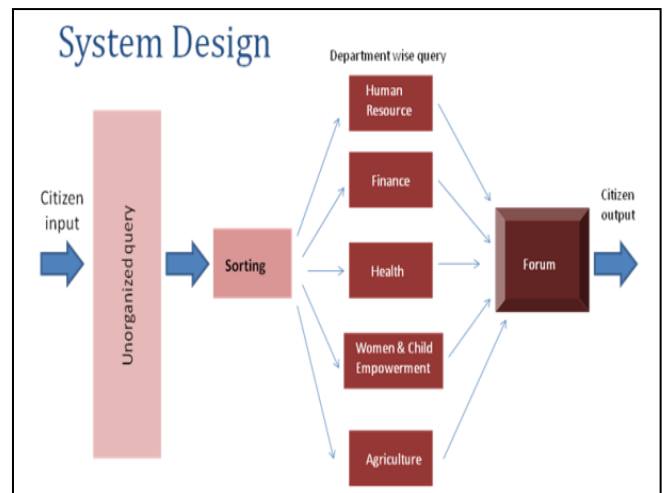 System Design
Department wise query
Human
Resource
Finance
Citizen
input
Unorganized query
Sorting
Health
Women & Child
Empowerment
Agriculture
Forum
Citizen
output